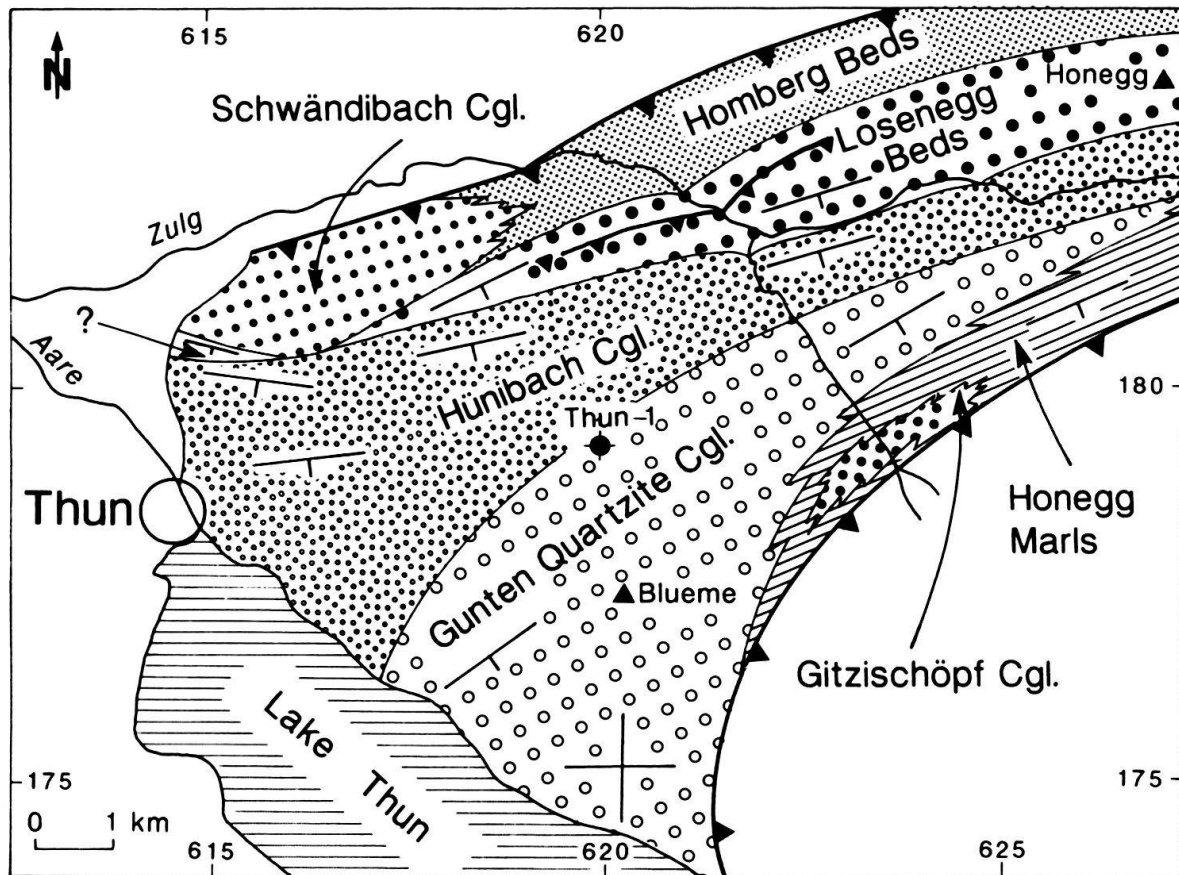 615
620
N
Schwändibach Cgl.
Homberg Beds
Honegg
Losenegg
Beds
Zulg
?
Aare
Hünibach Cgl.
180
Thun-1
Gunten Quartzite Cgl.
Thun
Honegg
Marls
Blueme
Gitzischöpf Cgl.
Lake
Thun
175
175
0 1 km
615
620
625